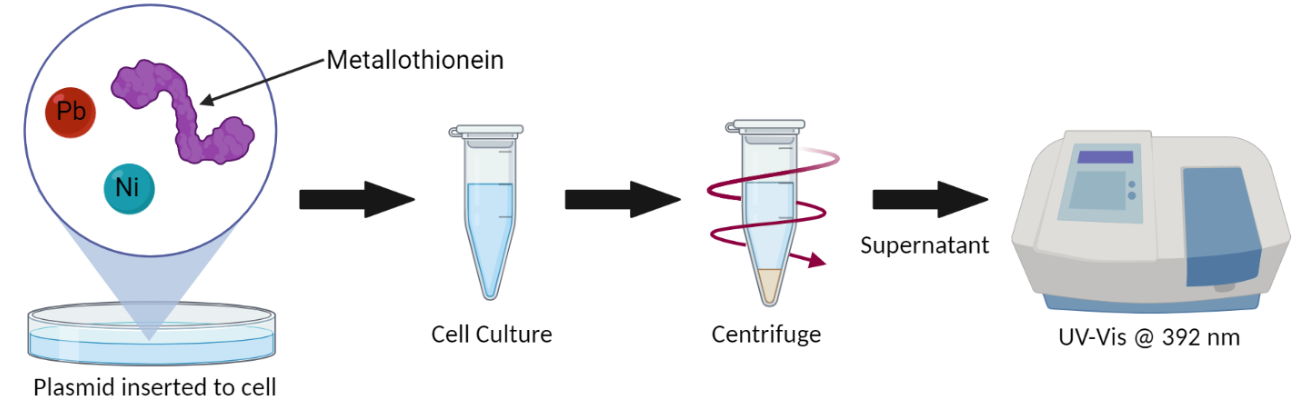 Metallothionein
Pb
Ni
Supernatant
Cell Culture
Centrifuge
UV-Vis @ 392 nm
Plasmid inserted to cell